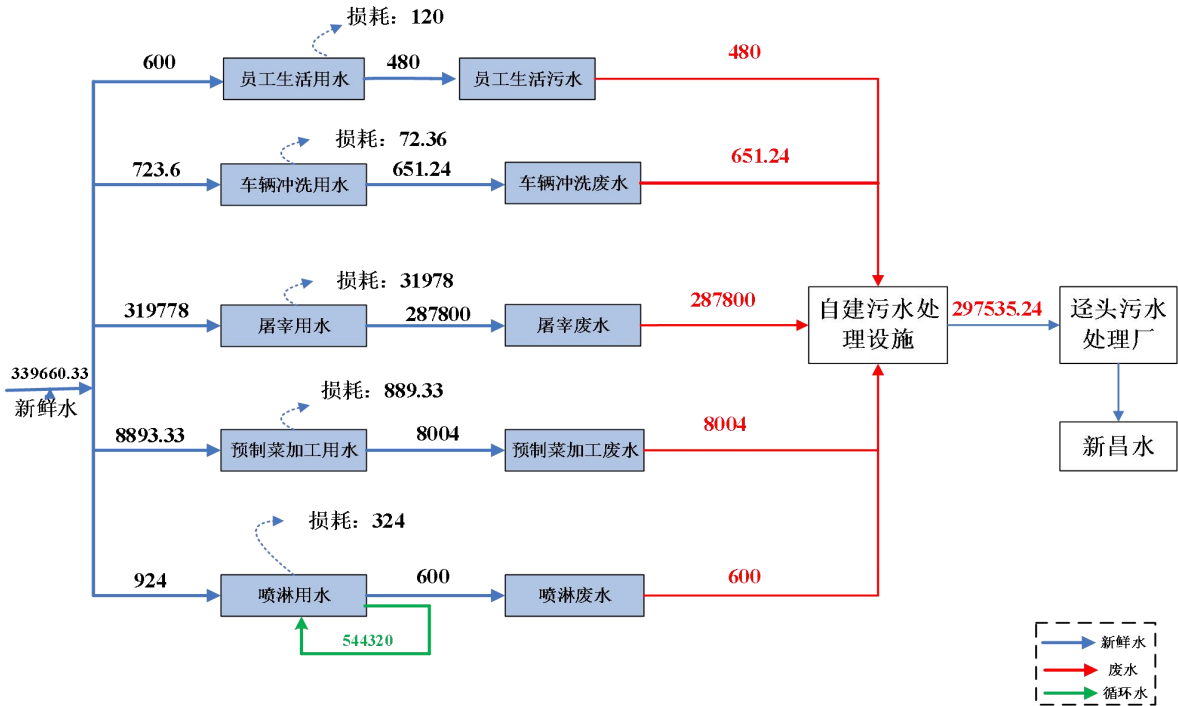 损耗：120
600
员工生活用水
480
员工生活污水
480
损耗：72.36
723.6
车辆冲洗用水
651.24
车辆冲洗废水
651.24
损耗：31978
319778
屠宰用水
287800
屠宰废水
287800
自建污水处
理设施
297535.24
迳头污水
处理厂
339660.33
新鲜水
损耗：889.33
8893.33
预制菜加工用水
8004
预制菜加工废水
8004
新昌水
损耗：324
924
喷淋用水
600
喷淋废水
600
544320
新鲜水
废水
循环水